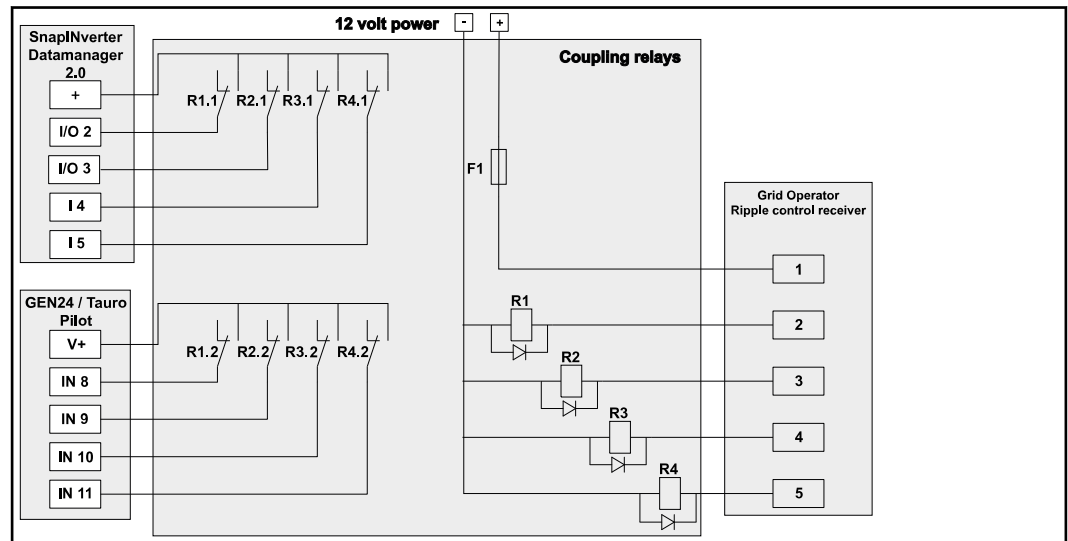 12 volt power - +
SnapINverter
Datamanager
2.0
+
I/O 2
I/O 3
I 4
I 5
R1.1 R2.1 R3.1 R4.1
Coupling relays
F1
Grid Operator
Ripple control receiver
1
2
3
4
5
R1
R2
R3
R4
GEN24 / Tauro
Pilot
V+
IN 8
IN 9
IN 10
IN 11
R1.2 R2.2 R3.2 R4.2